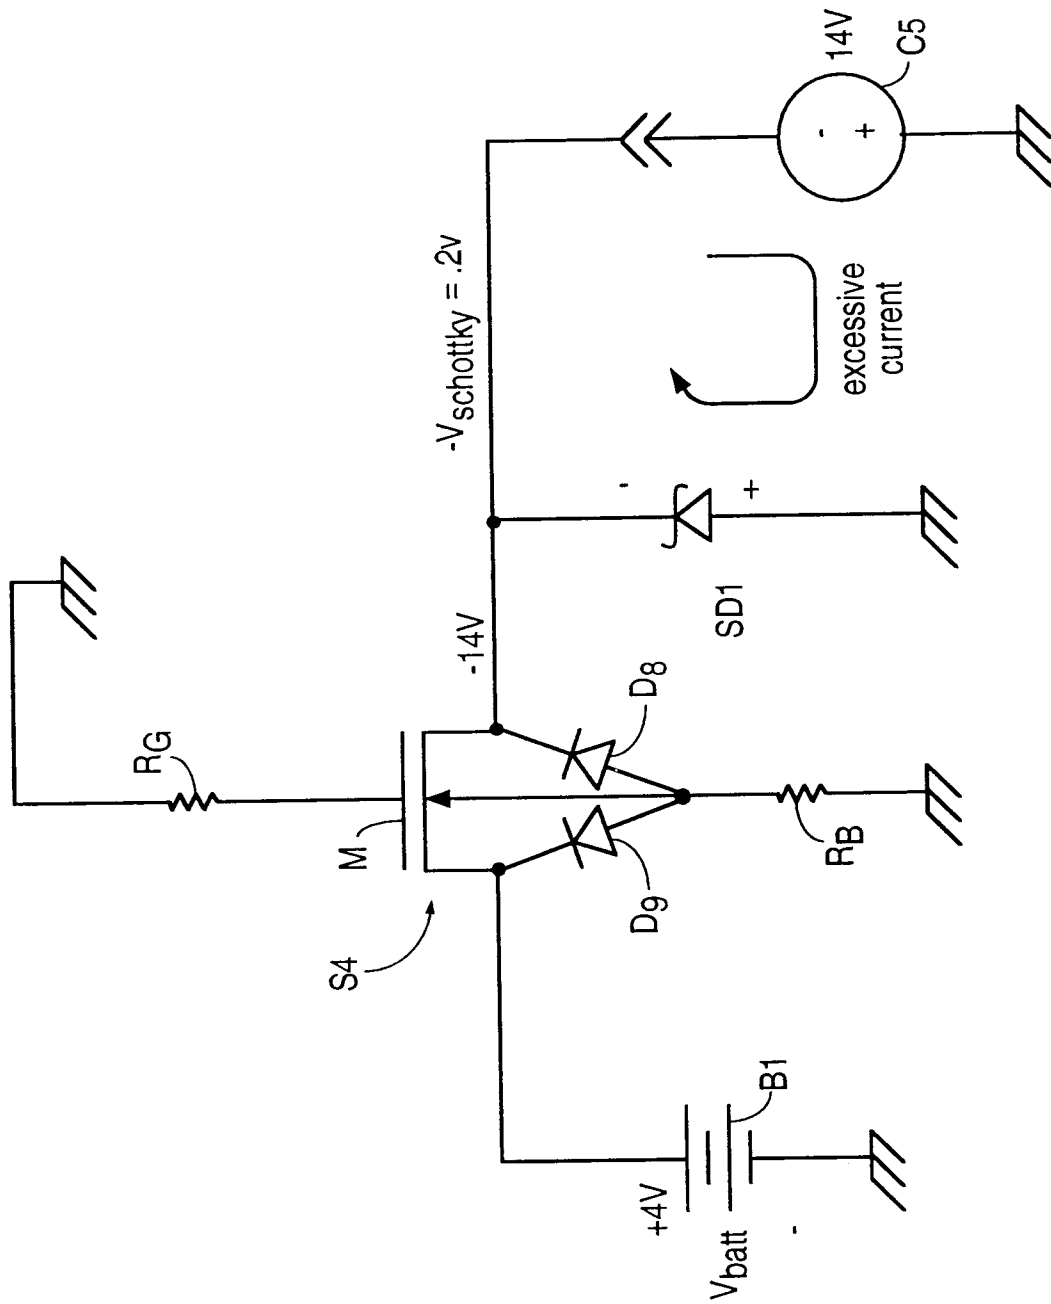 RG
M
S4
-14V
-Vschottky = .2v
D9
D8
RB
SD1
-
+
excessive
current
14V
C5
-
+
+4V
Vbatt
-
B1